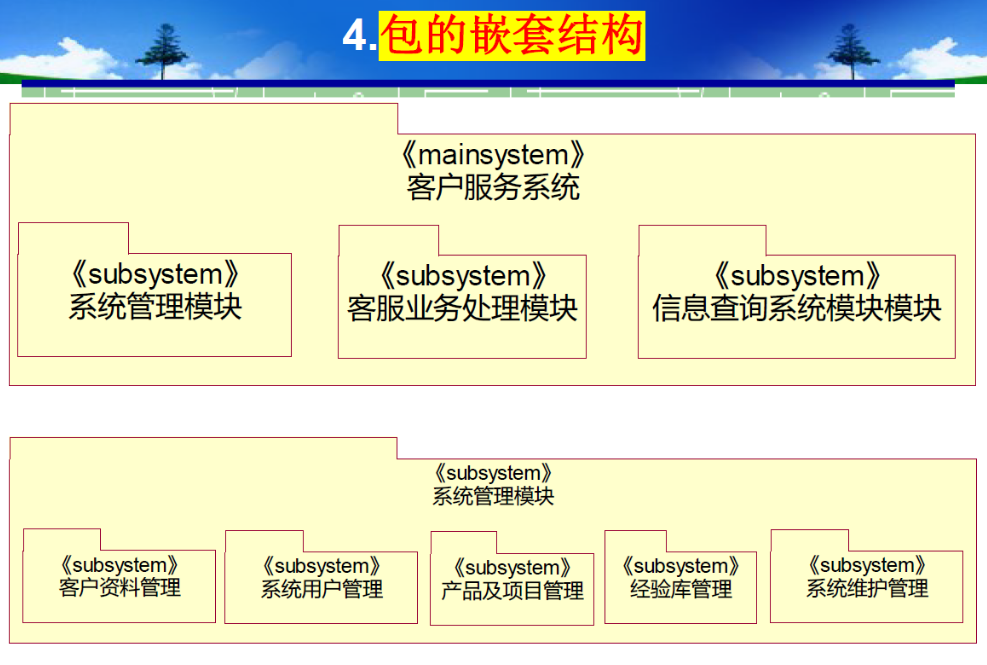 4.包的嵌套结构
《mainsystem》
客户服务系统
《subsystem》
系统管理模块
《subsystem》
客服业务处理模块
《subsystem》
信息查询系统模块模块
《subsystem》
系统管理模块
《subsystem》
客户资料管理
《subsystem》
系统用户管理
《subsystem》
产品及项目管理
《subsystem》
经验库管理
《subsystem》
系统维护管理